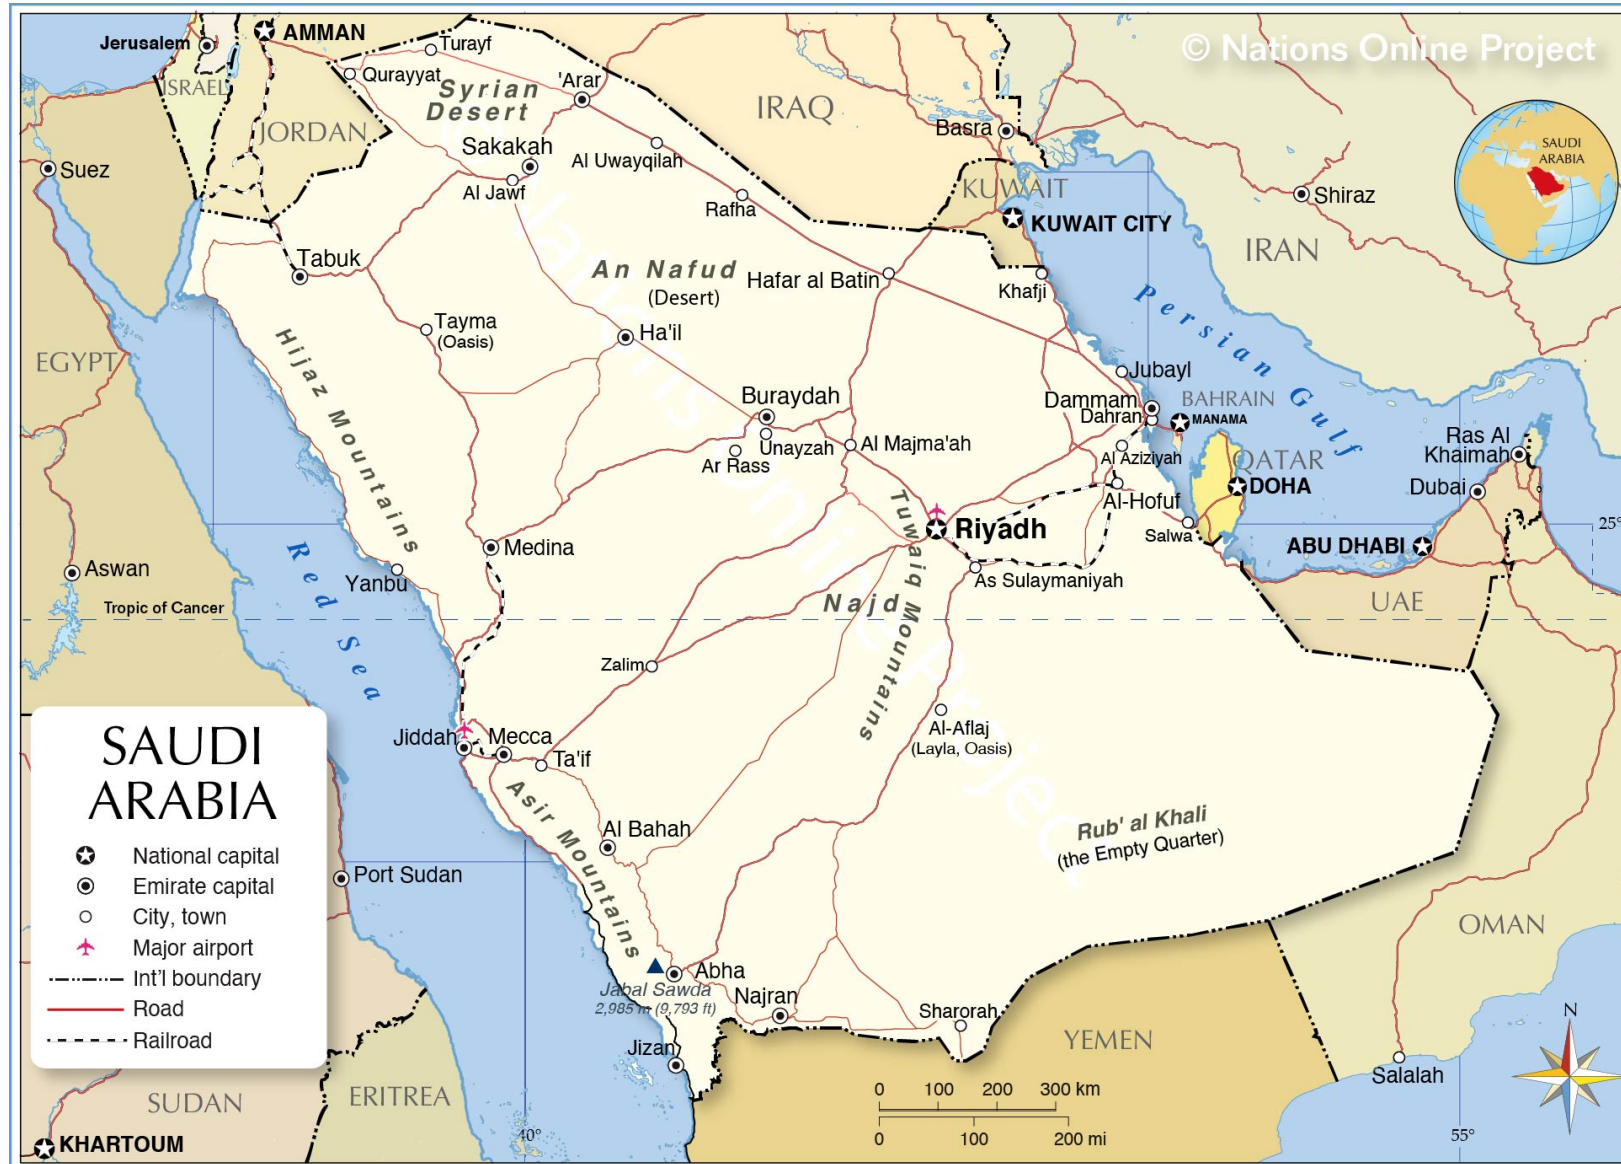 © Nations Online Project
Jerusalem
AMMAN
Turayf
Qurayyat
ISRAEL
Syrian
Desert
'Arar
IRAQ
JORDAN
Basra
SAUDI
ARABIA
Suez
Sakakah
Al Uwayqilah
Al Jawf
Rafha
KUWAIT
KUWAIT CITY
Shiraz
IRAN
Tabuk
An Nafud
(Desert)
Hafar al Batin
Khafji
Persian Gulf
EGYPT
Tayma
(Oasis)
Ha'il
Hijaz Mountains
Jubayl
Buraydah
Dammam
Dahran
BAHRAIN
MANAMA
Unayzah
Al Majma'ah
Ar Rass
Al Aziziyah
QATAR
DOHA
Ras Al
Khaimah
Dubai
Al-Hofuf
Tuwaiq Mountains
Riyadh
Salwa
ABU DHABI
25°
Red Sea
Medina
Aswan
Yanbu
As Sulaymaniyah
Najd
UAE
Tropic of Cancer
Zalim
Al-Aflaj
(Layla, Oasis)
Jiddah
Mecca
Ta'if
Asir Mountains
Al Bahah
Rub' al Khali
(the Empty Quarter)
© Nations Online Project
SAUDI
ARABIA
National capital
Emirate capital
City, town
Major airport
Int'l boundary
Road
Railroad
Port Sudan
OMAN
Abha
Jabal Sawda
2,985 m (9,793 ft)
Najran
Sharorah
YEMEN
Jizan
Salalah
N
SUDAN
ERITREA
KHARTOUM
0 100 200 300 km
0 100 200 mi
40°
55°